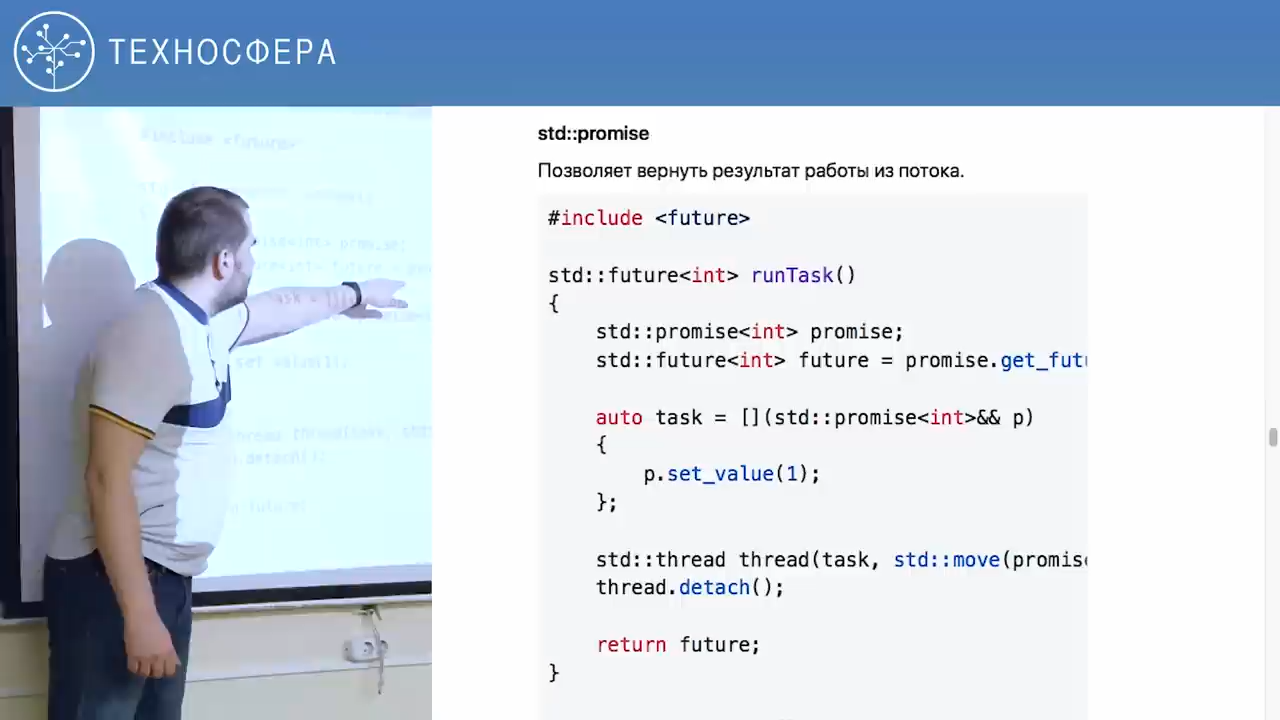 ТЕХНОСФЕРА
std::promise
Позволяет вернуть результат работы из потока.
#include <future>
std::future<int> runTask()
{
    std::promise<int> promise;
    std::future<int> future = promise.get_futu
    auto task = [](std::promise<int>&& p)
    {
        p.set_value(1);
    };
    std::thread thread(task, std::move(promise
    thread.detach();
    return future;
}